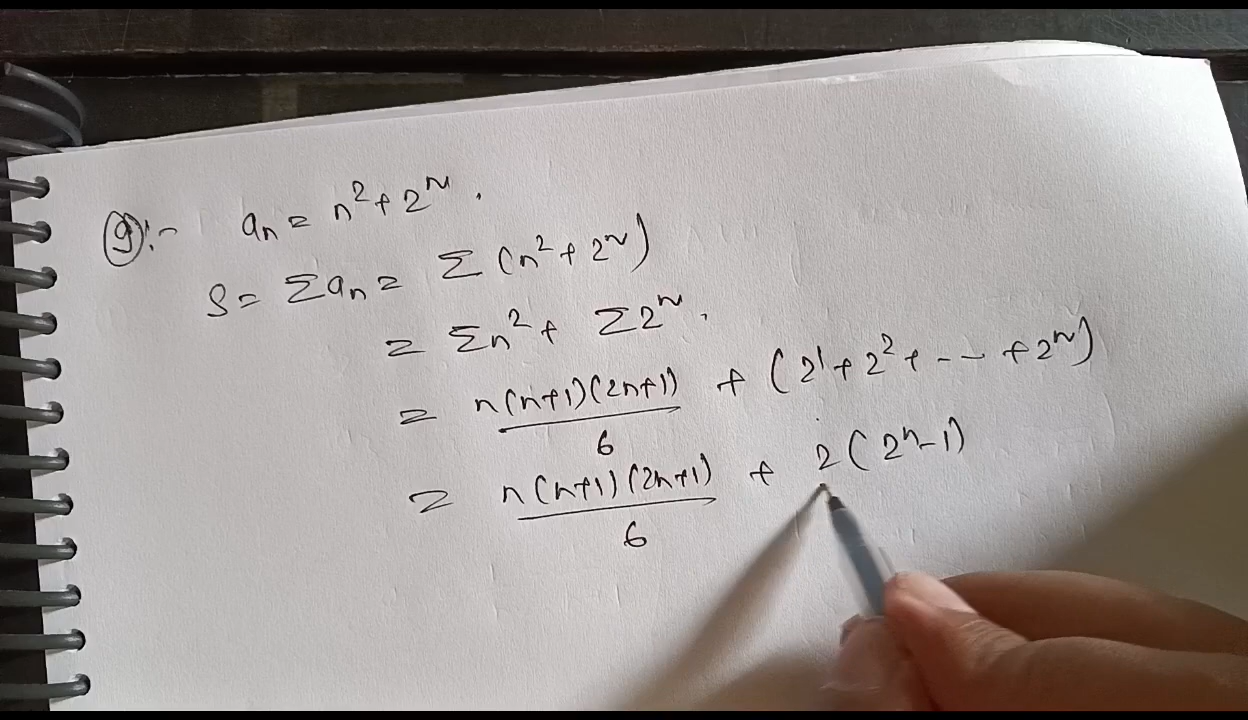 9:- aₙ = n² + 2ⁿ.
S = Σaₙ = Σ(n² + 2ⁿ)
= Σn² + Σ2ⁿ.
= n(n+1)(2n+1)/6 + (2¹ + 2² + -- + 2ⁿ)
= n(n+1)(2n+1)/6 + 2(2ⁿ-1)